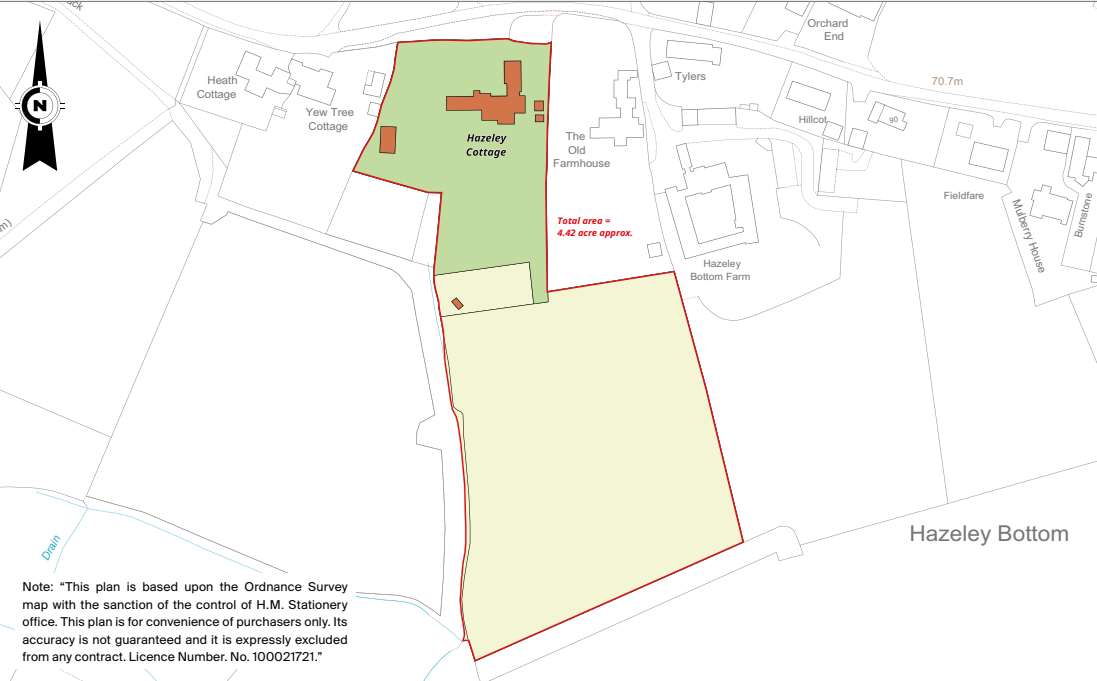 ck
Orchard
End
Heath
Cottage
Tylers
70.7m
N
Yew Tree
Cottage
Hillcot
90
Hazeley
Cottage
The
Old
Farmhouse
Fieldfare
Mulberry House
Burnstone
m)
Total area =
4.42 acre approx.
Hazeley
Bottom Farm
Hazeley Bottom
Drain
Note: “This plan is based upon the Ordnance Survey
map with the sanction of the control of H.M. Stationery
office. This plan is for convenience of purchasers only. Its
accuracy is not guaranteed and it is expressly excluded
from any contract. Licence Number. No. 100021721.”